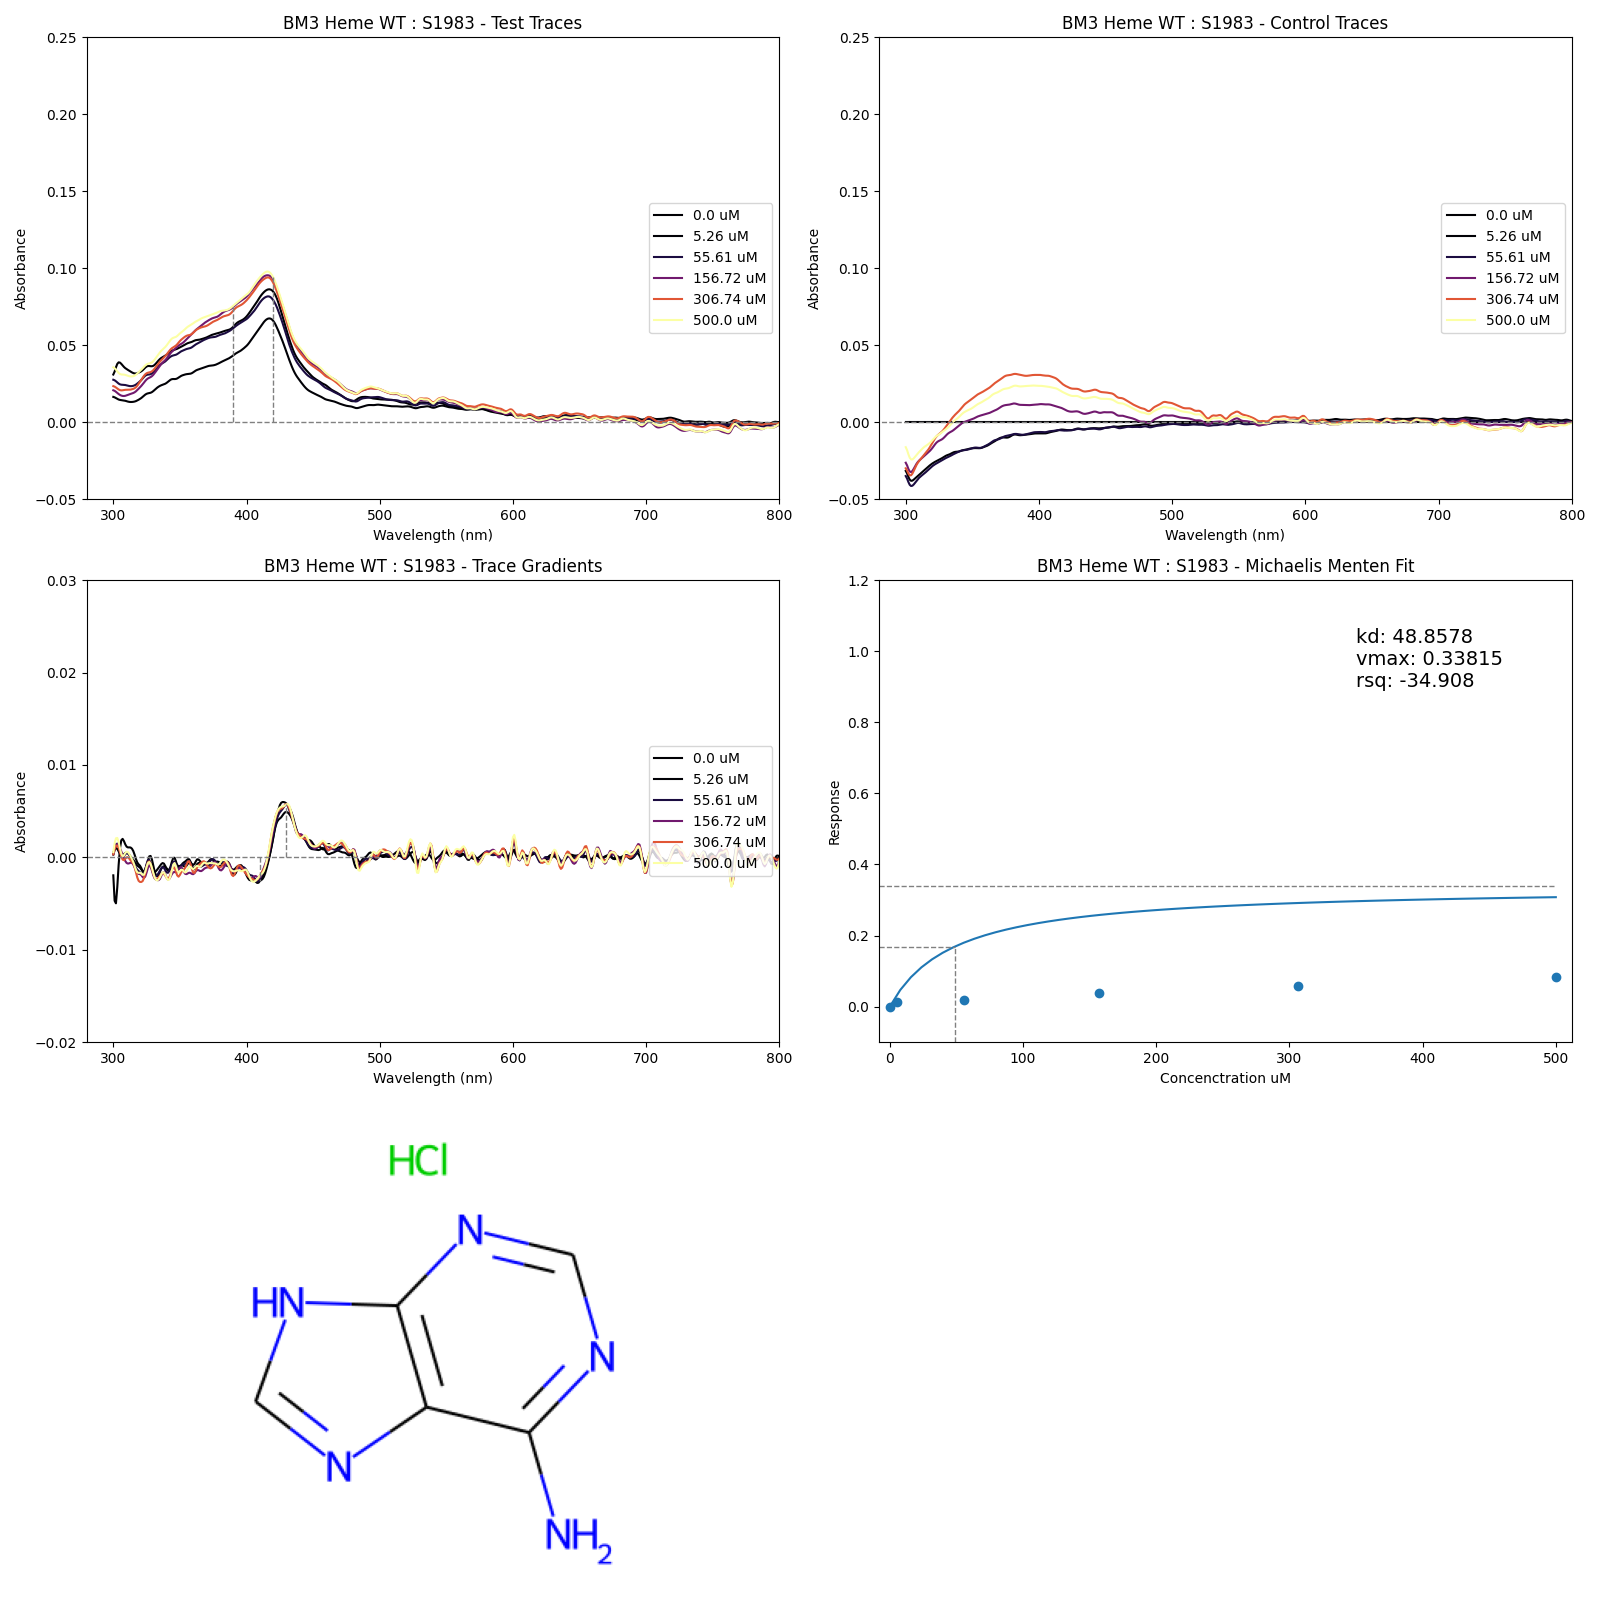 BM3 Heme WT : S1983 - Test Traces
Absorbance
0.25
0.20
0.15
0.10
0.05
0.00
−0.05
300
400
500
600
700
800
Wavelength (nm)
0.0 uM
5.26 uM
55.61 uM
156.72 uM
306.74 uM
500.0 uM
BM3 Heme WT : S1983 - Control Traces
Absorbance
0.25
0.20
0.15
0.10
0.05
0.00
−0.05
300
400
500
600
700
800
Wavelength (nm)
0.0 uM
5.26 uM
55.61 uM
156.72 uM
306.74 uM
500.0 uM
BM3 Heme WT : S1983 - Trace Gradients
Absorbance
0.03
0.02
0.01
0.00
−0.01
−0.02
300
400
500
600
700
800
Wavelength (nm)
0.0 uM
5.26 uM
55.61 uM
156.72 uM
306.74 uM
500.0 uM
BM3 Heme WT : S1983 - Michaelis Menten Fit
Response
1.2
1.0
0.8
0.6
0.4
0.2
0.0
0
100
200
300
400
500
Concenctration uM
kd: 48.8578
vmax: 0.33815
rsq: -34.908
HCl
N
HN
N
N
NH2